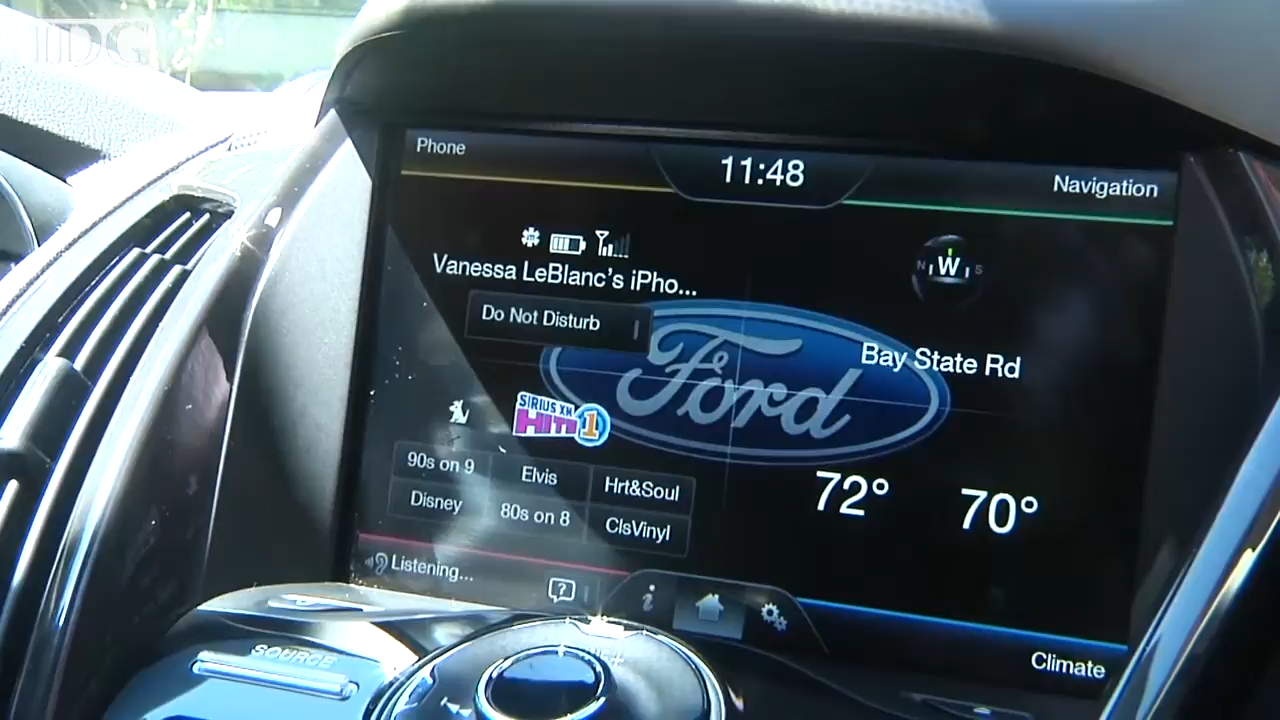 IDG
Phone
11:48
Navigation
Vanessa LeBlanc's iPho...
N W S
Do Not Disturb
Ford
Bay State Rd
SIRIUS XM
HITS 1
90s on 9
Elvis
Hrt&Soul
Disney
80s on 8
ClsVinyl
72°
70°
Listening...
?
i
Climate
SOURCE